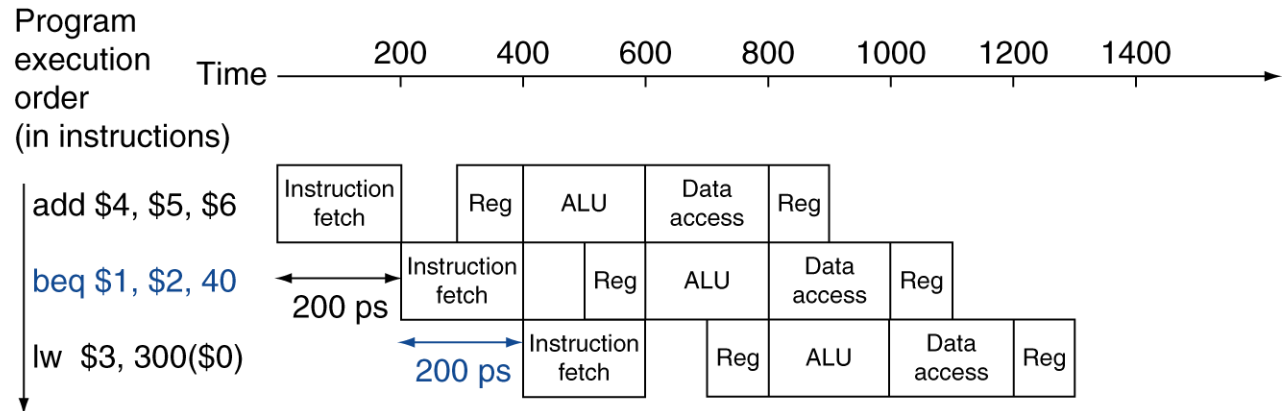 Program
execution
order
(in instructions)
Time
200 400 600 800 1000 1200 1400
add $4, $5, $6
Instruction
fetch
Reg
ALU
Data
access
Reg
beq $1, $2, 40
200 ps
Instruction
fetch
Reg
ALU
Data
access
Reg
lw $3, 300($0)
200 ps
Instruction
fetch
Reg
ALU
Data
access
Reg